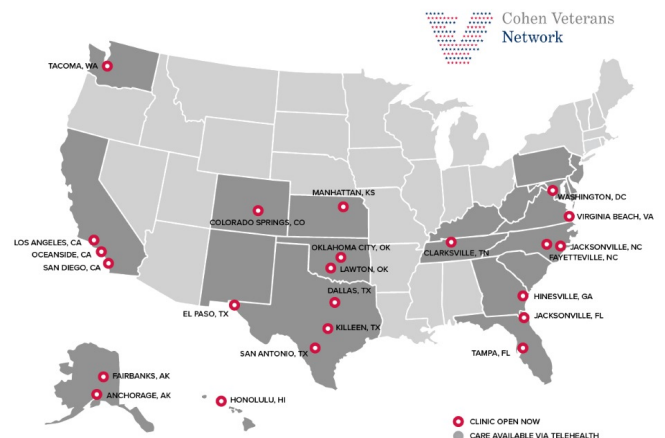 Cohen Veterans
Network
TACOMA, WA
MANHATTAN, KS
COLORADO SPRINGS, CO
WASHINGTON, DC
VIRGINIA BEACH, VA
LOS ANGELES, CA
OCEANSIDE, CA
SAN DIEGO, CA
OKLAHOMA CITY, OK
LAWTON, OK
CLARKSVILLE, TN
JACKSONVILLE, NC
FAYETTEVILLE, NC
DALLAS, TX
EL PASO, TX
KILLEEN, TX
SAN ANTONIO, TX
HINESVILLE, GA
JACKSONVILLE, FL
TAMPA, FL
FAIRBANKS, AK
ANCHORAGE, AK
HONOLULU, HI
CLINIC OPEN NOW
CARE AVAILABLE VIA TELEHEALTH